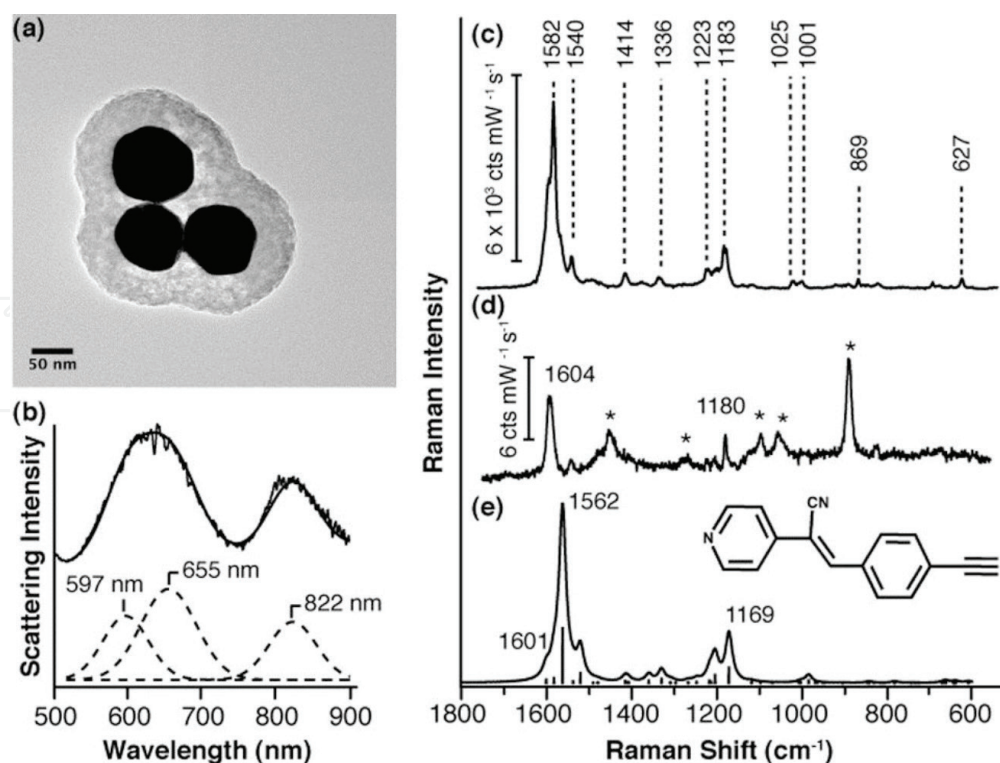 (a)
50 nm
(b)
Scattering Intensity
597 nm
655 nm
822 nm
500 600 700 800 900
Wavelength (nm)
Raman Intensity
(c)
6 x 10³ cts mW ⁻¹ s⁻¹
1582
1540
1414
1336
1223
1183
1025
1001
869
627
(d)
6 cts mW ⁻¹ s⁻¹
1604
*
*
1180
*
*
*
(e)
1562
1601
1169
N
CN
1800 1600 1400 1200 1000 800 600
Raman Shift (cm⁻¹)